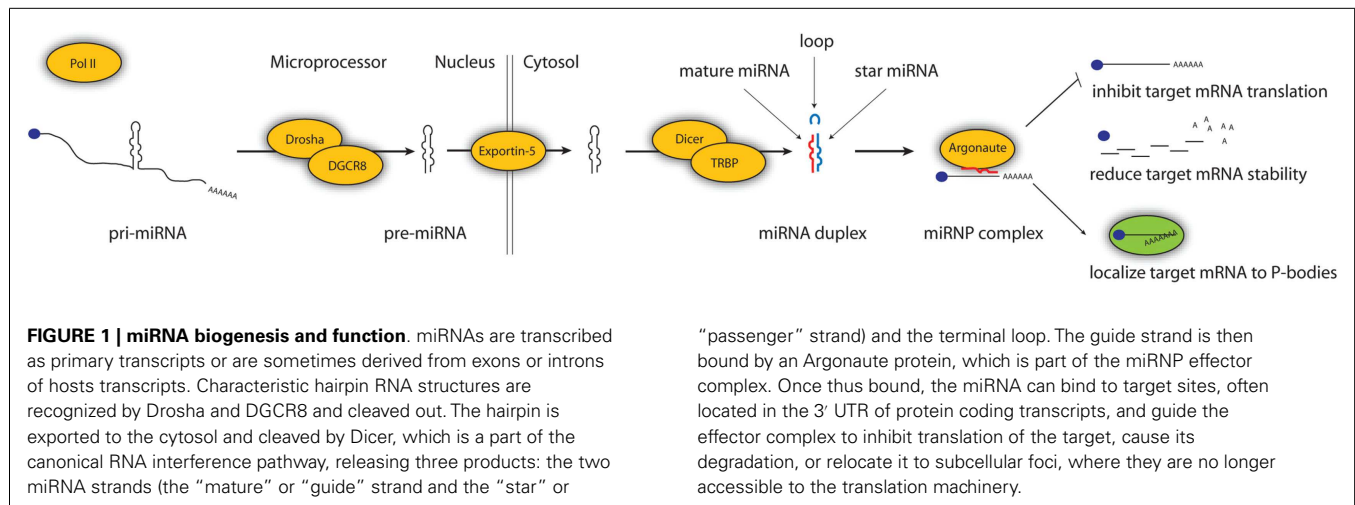 Pol II
Microprocessor
Nucleus
Cytosol
loop
mature miRNA
star miRNA
Drosha
DGCR8
Exportin-5
Dicer
TRBP
Argonaute
AAAAAA
AAAAAA
AAAAAA
inhibit target mRNA translation
A
A
A A
A A
A
reduce target mRNA stability
AAAAAAA
localize target mRNA to P-bodies
pri-miRNA
pre-miRNA
miRNA duplex
miRNP complex
FIGURE 1 | miRNA biogenesis and function. miRNAs are transcribed
as primary transcripts or are sometimes derived from exons or introns
of hosts transcripts. Characteristic hairpin RNA structures are
recognized by Drosha and DGCR8 and cleaved out. The hairpin is
exported to the cytosol and cleaved by Dicer, which is a part of the
canonical RNA interference pathway, releasing three products: the two
miRNA strands (the “mature” or “guide” strand and the “star” or
“passenger” strand) and the terminal loop. The guide strand is then
bound by an Argonaute protein, which is part of the miRNP effector
complex. Once thus bound, the miRNA can bind to target sites, often
located in the 3′ UTR of protein coding transcripts, and guide the
effector complex to inhibit translation of the target, cause its
degradation, or relocate it to subcellular foci, where they are no longer
accessible to the translation machinery.